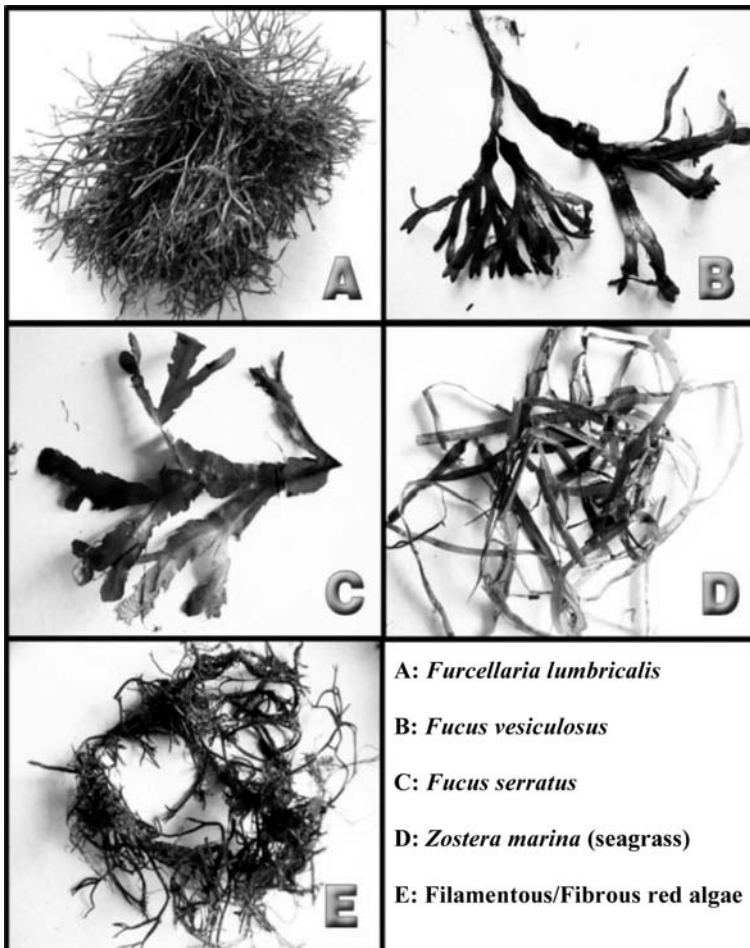 A
B
C
D
E
A: Furcellaria lumbricalis
B: Fucus vesiculosus
C: Fucus serratus
D: Zostera marina (seagrass)
E: Filamentous/Fibrous red algae